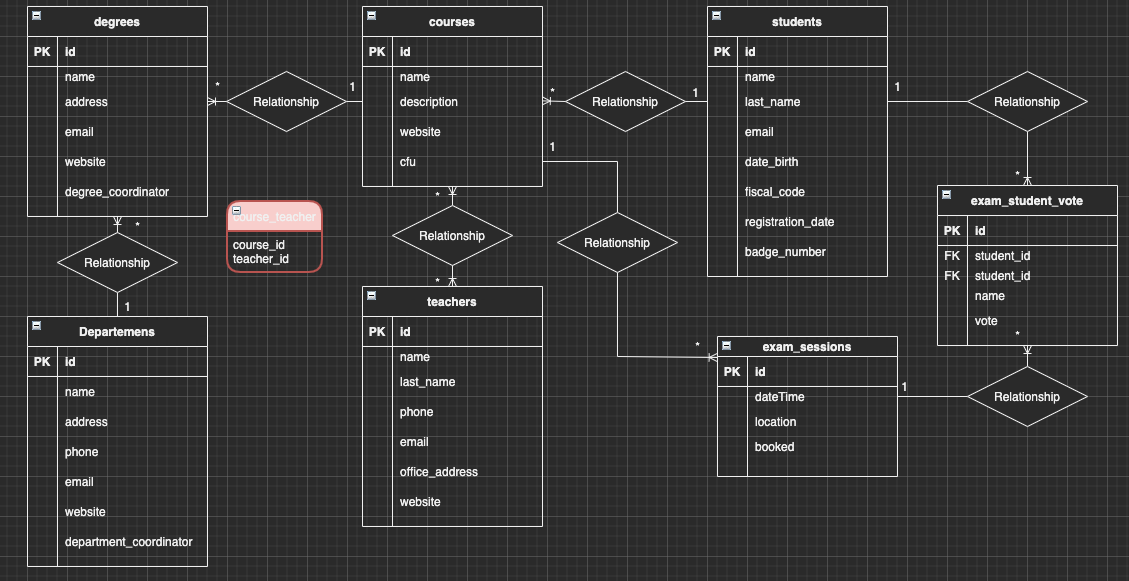 degrees
PK id
name
address
email
website
degree_coordinator
*
Relationship
1
courses
PK id
name
description
website
cfu
*
Relationship
1
students
PK id
name
last_name
email
date_birth
fiscal_code
registration_date
badge_number
1
Relationship
*
exam_student_vote
PK id
FK student_id
FK student_id
name
vote
*
Relationship
1
*
Relationship
1
Departemens
PK id
name
address
phone
email
website
department_coordinator
course_teacher
course_id
teacher_id
*
Relationship
*
teachers
PK id
name
last_name
phone
email
office_address
website
1
Relationship
*
exam_sessions
PK id
dateTime
location
booked